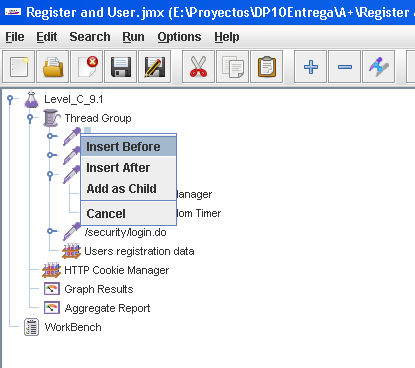 Register and User.jmx (E:\Proyectos\DP10Entrega\A+\Register
File Edit Search Run Options Help
Level_C_9.1
Thread Group
Insert Before
Insert After
Add as Child
anager
Cancel
om Timer
/security/login.do
Users registration data
HTTP Cookie Manager
Graph Results
Aggregate Report
WorkBench